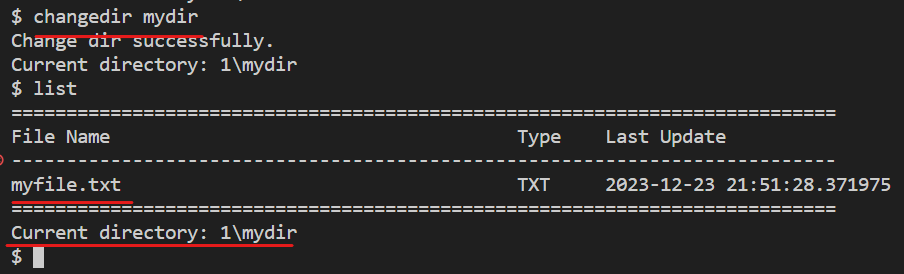 $ changedir mydir
Change dir successfully.
Current directory: 1\mydir
$ list
===========================================================================
File Name                                     Type    Last Update
---------------------------------------------------------------------------
myfile.txt                                    TXT     2023-12-23 21:51:28.371975
===========================================================================
Current directory: 1\mydir
$